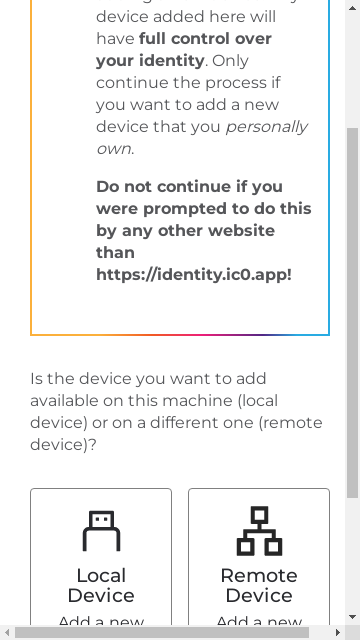 device added here will
have full control over
your identity. Only
continue the process if
you want to add a new
device that you personally
own.
Do not continue if you
were prompted to do this
by any other website
than
https://identity.ic0.app!
Is the device you want to add
available on this machine (local
device) or on a different one (remote
device)?
Local
Device
Remote
Device
Add a new
Add a new